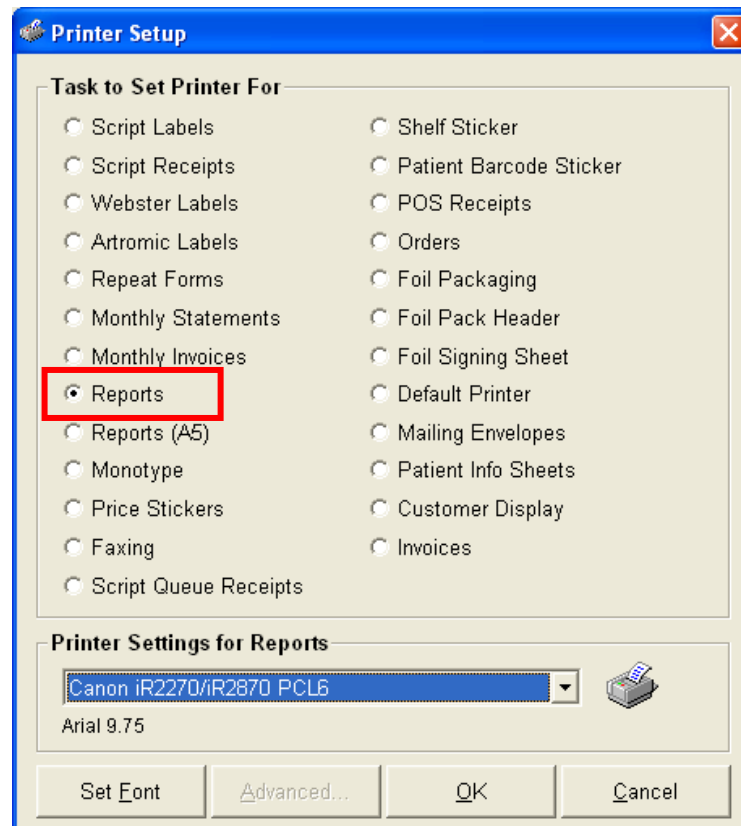 Printer Setup
Task to Set Printer For
Script Labels
Script Receipts
Webster Labels
Artromic Labels
Repeat Forms
Monthly Statements
Monthly Invoices
Reports
Reports (A5)
Monotype
Price Stickers
Faxing
Script Queue Receipts
Shelf Sticker
Patient Barcode Sticker
POS Receipts
Orders
Foil Packaging
Foil Pack Header
Foil Signing Sheet
Default Printer
Mailing Envelopes
Patient Info Sheets
Customer Display
Invoices
Printer Settings for Reports
Canon iR2270/iR2870 PCL6
Arial 9.75
Set Font
Advanced...
OK
Cancel